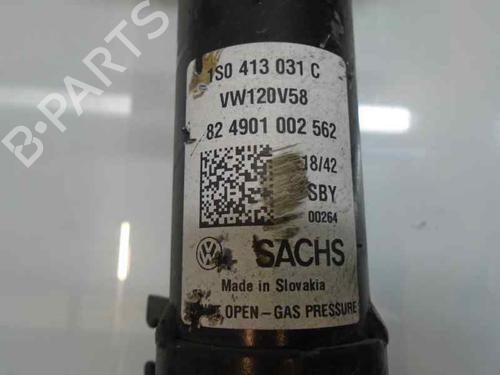 1S0 413 031 C
VW120V58
82 4901 002 562
18/42
SBY
00264
SACHS
Made in Slovakia
OPEN-GAS PRESSURE
B-PARTS